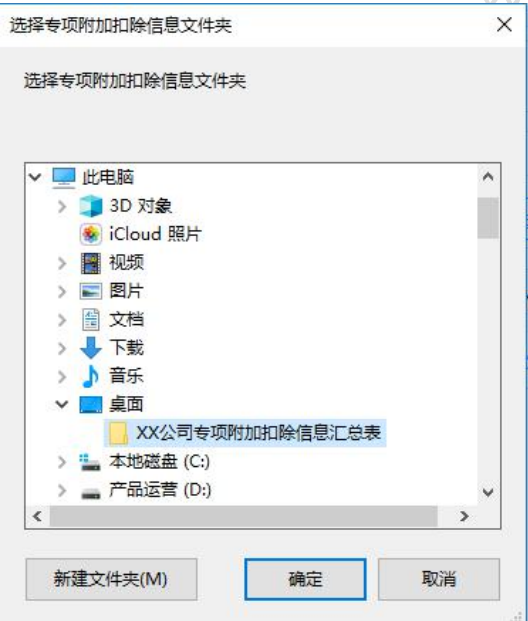 选择专项附加扣除信息文件夹
选择专项附加扣除信息文件夹
此电脑
3D 对象
iCloud 照片
视频
图片
文档
下载
音乐
桌面
XX公司专项附加扣除信息汇总表
本地磁盘 (C:)
产品运营 (D:)
新建文件夹(M)
确定
取消